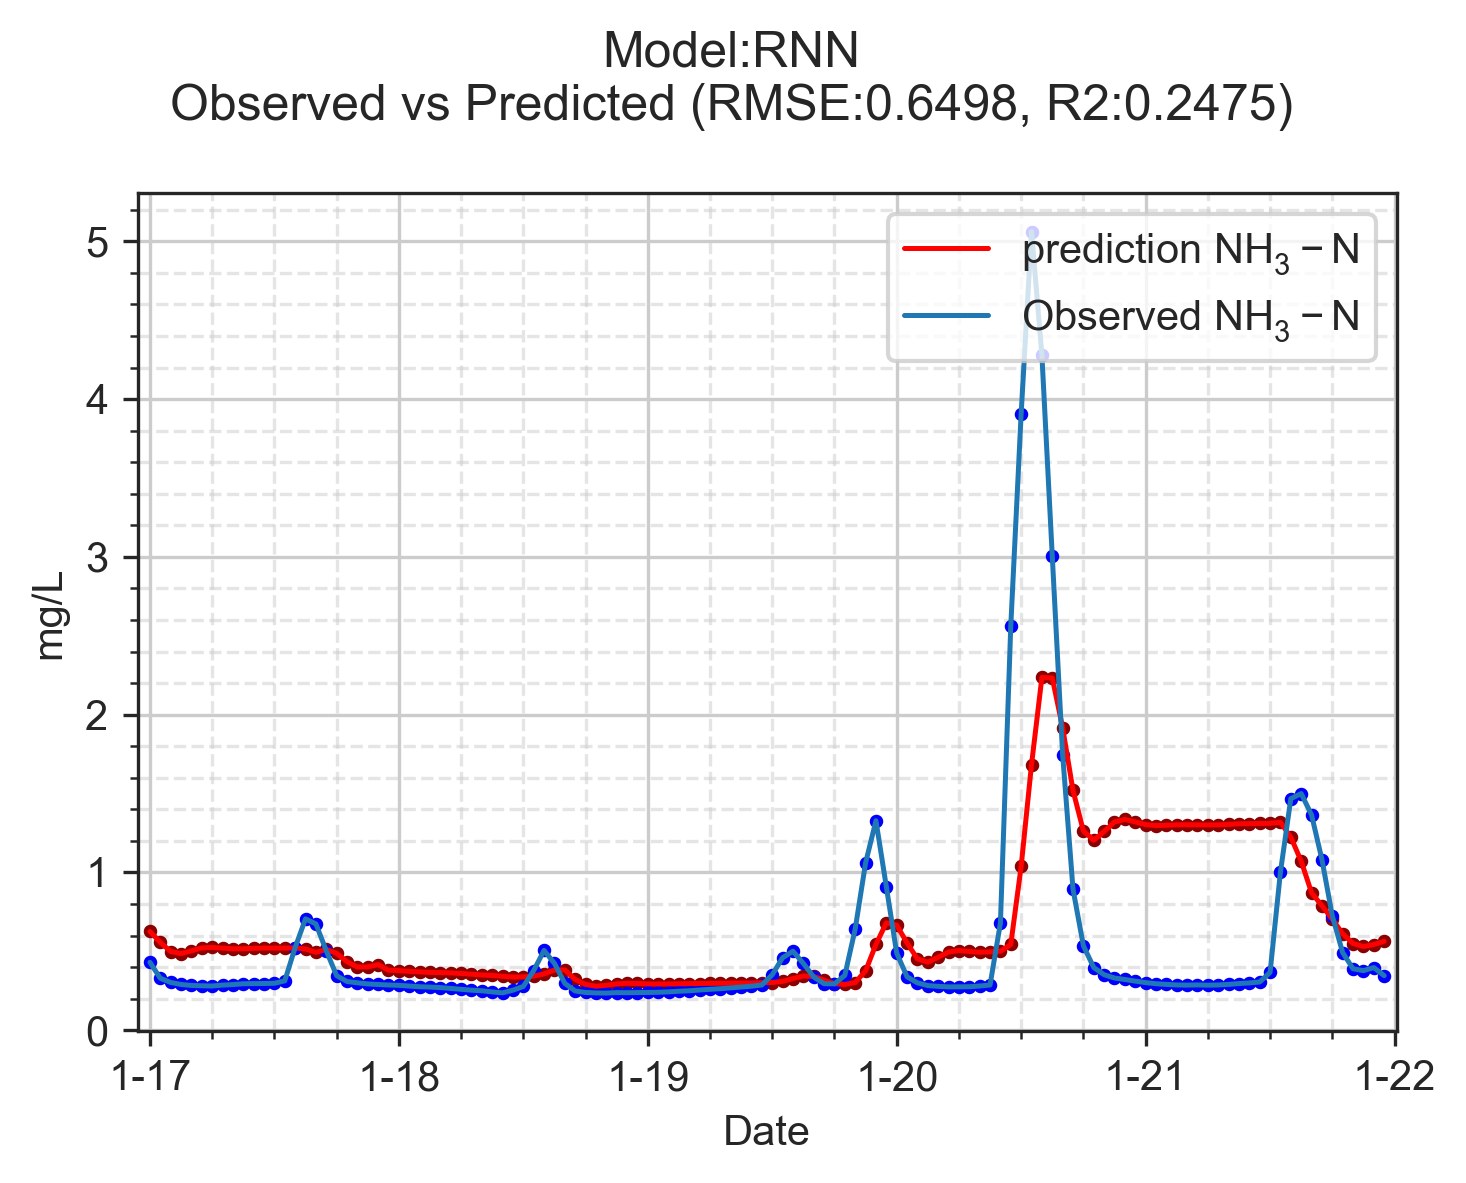 Model:RNN
Observed vs Predicted (RMSE:0.6498, R2:0.2475)
prediction NH₃ − N
Observed NH₃ − N
5
4
3
2
1
0
mg/L
1-17 1-18 1-19 1-20 1-21 1-22
Date